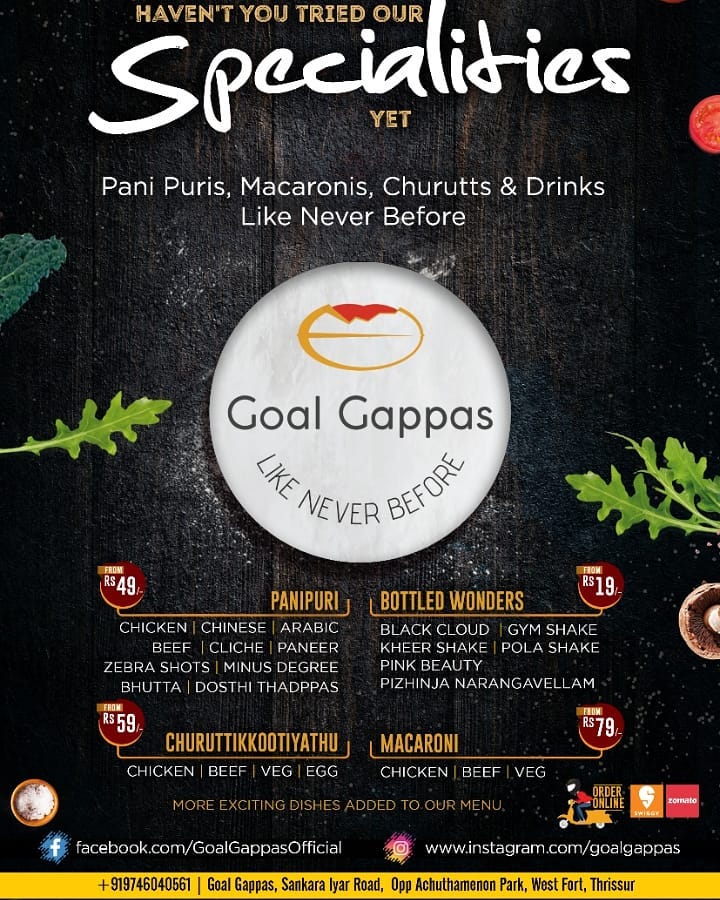 HAVEN'T YOU TRIED OUR
Specialities
YET
Pani Puris, Macaronis, Churutts & Drinks
Like Never Before
Goal Gappas
LIKE NEVER BEFORE
FROM
RS 49/-
PANIPURI
CHICKEN | CHINESE | ARABIC
BEEF | CLICHE | PANEER
ZEBRA SHOTS | MINUS DEGREE
BHUTTA | DOSTHI THADPPAS
FROM
RS 19/-
BOTTLED WONDERS
BLACK CLOUD | GYM SHAKE
KHEER SHAKE | POLA SHAKE
PINK BEAUTY
PIZHINJA NARANGAVELLAM
FROM
RS 59/-
CHURUTTIKKOOTIYATHU
CHICKEN | BEEF | VEG | EGG
FROM
RS 79/-
MACARONI
CHICKEN | BEEF | VEG
MORE EXCITING DISHES ADDED TO OUR MENU.
ORDER
ONLINE
SWIGGY
zomato
facebook.com/GoalGappasOfficial
www.instagram.com/goalgappas
+919746040561 | Goal Gappas, Sankara Iyar Road, Opp Achuthamenon Park, West Fort, Thrissur